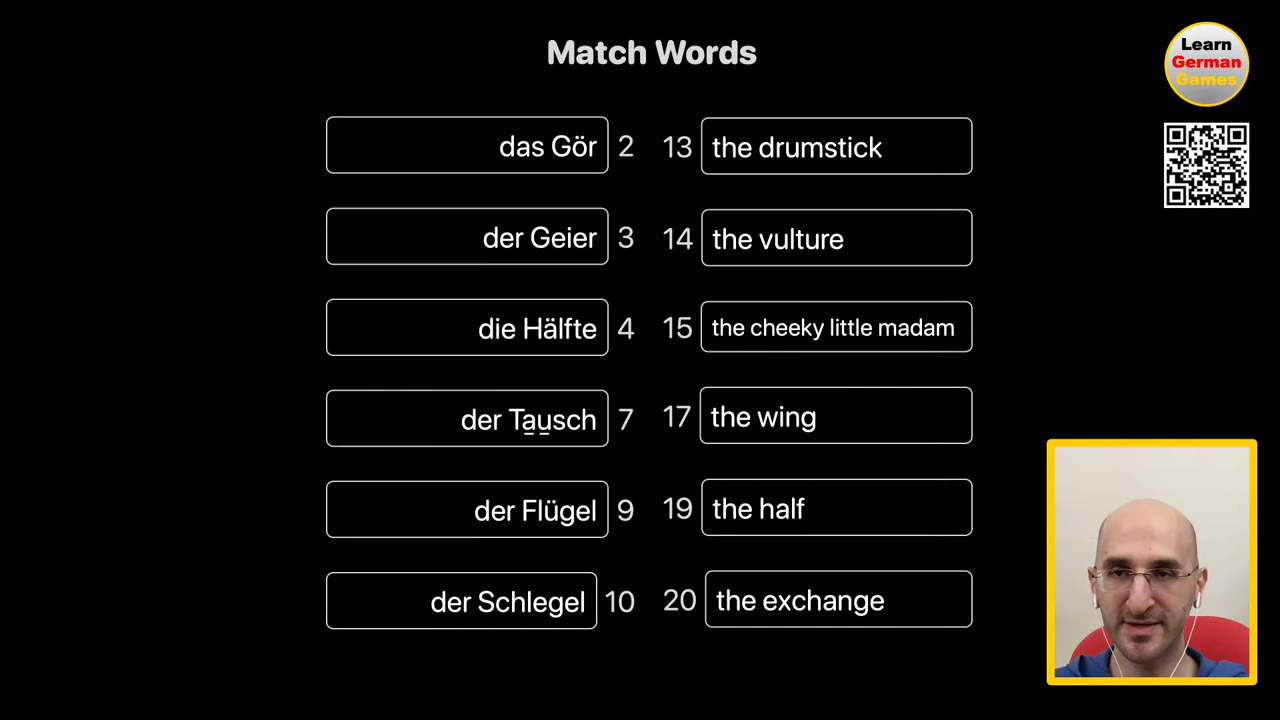 Match Words
Learn
German
Games
das Gör 2 13 the drumstick
der Geier 3 14 the vulture
die Hälfte 4 15 the cheeky little madam
der Ta̲u̲sch 7 17 the wing
der Flügel 9 19 the half
der Schlegel 10 20 the exchange